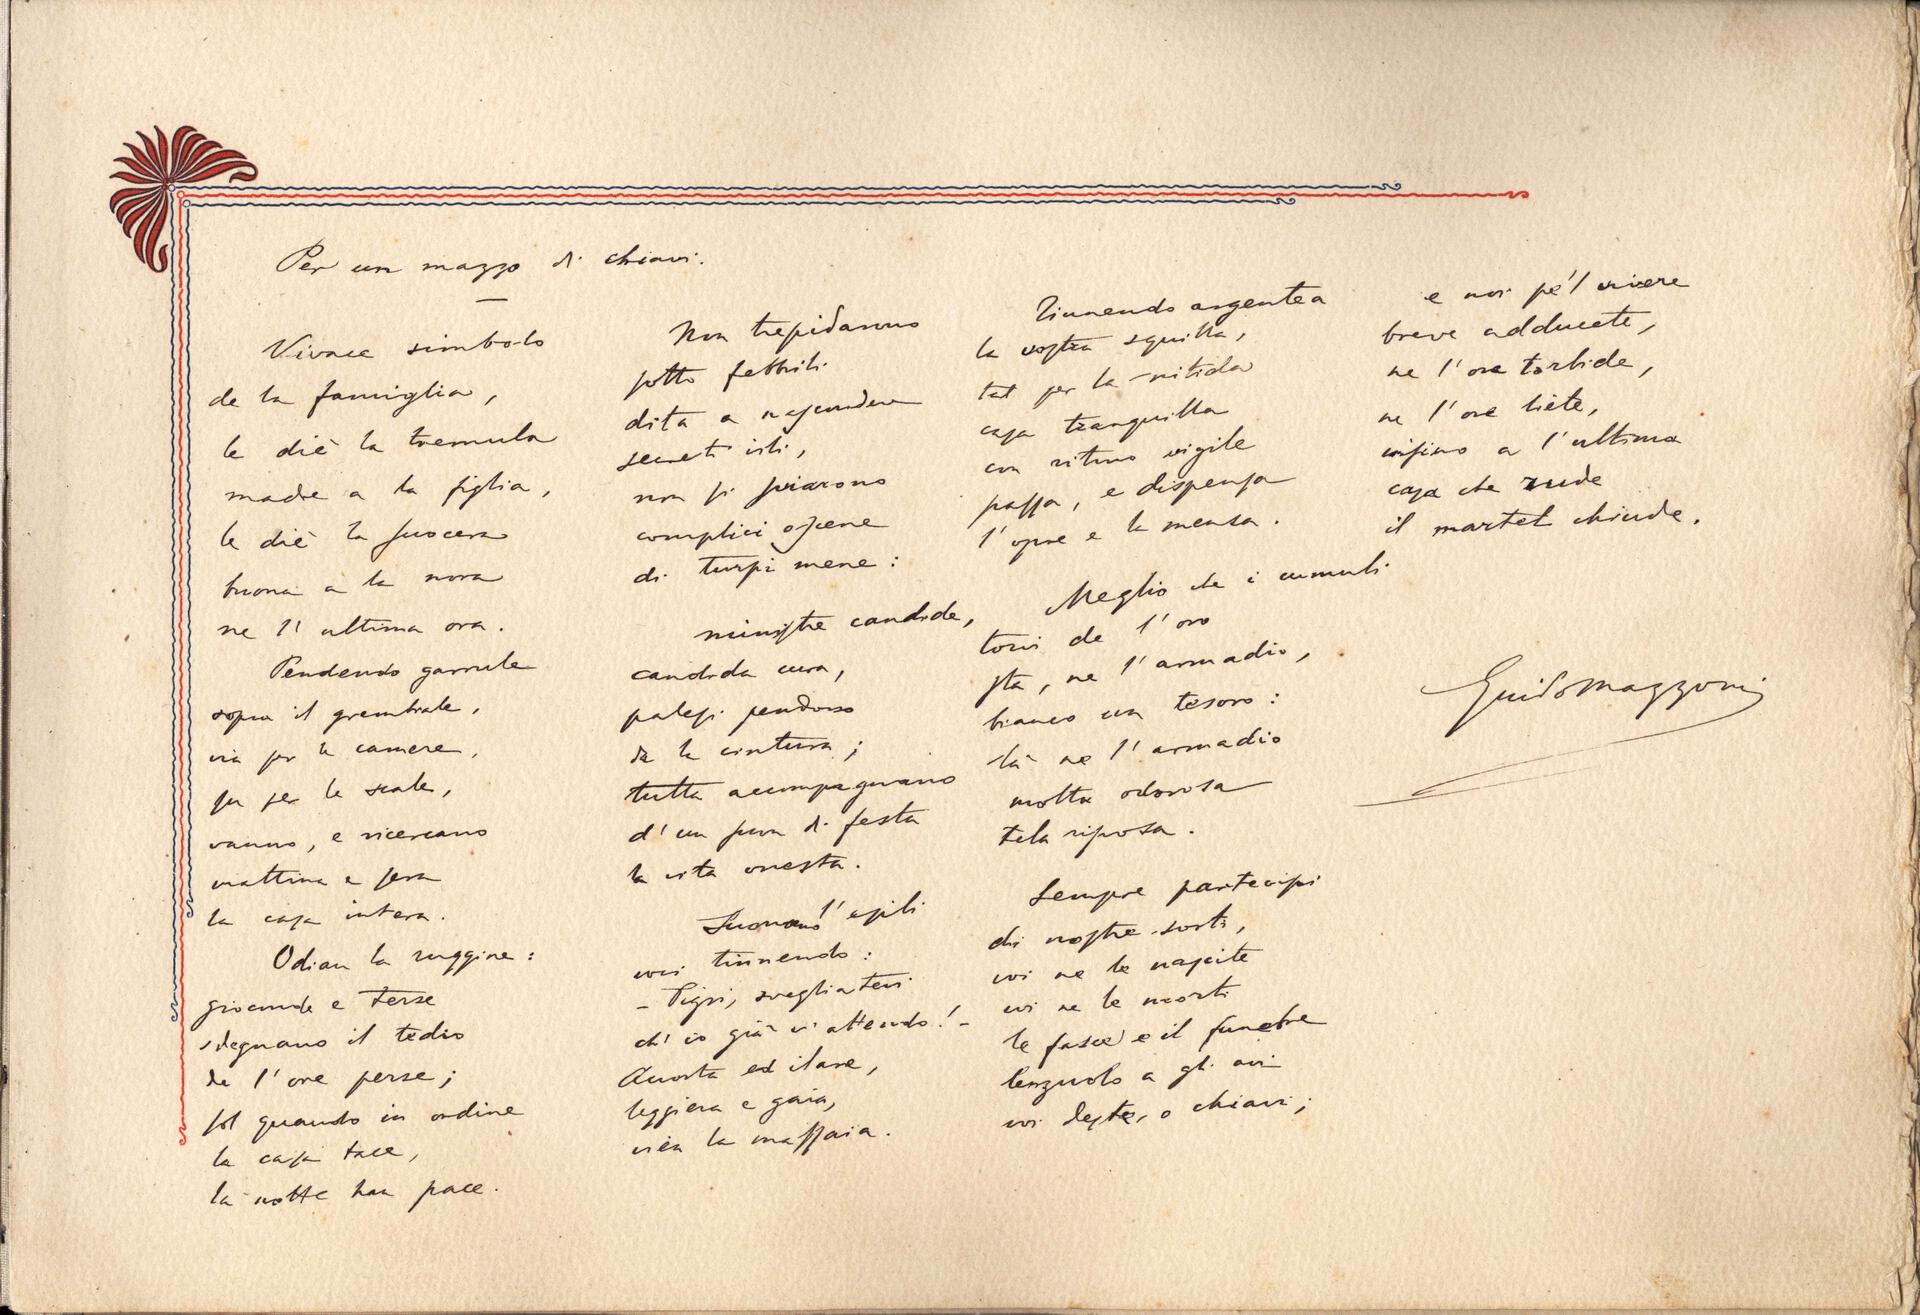 Per un mazzo di chiavi.
Vivace simbolo
de la famiglia,
le diè la tremula
madre a la figlia,
le diè la suocera
buona a la nora
ne l'ultima ora.
Pendendo garrule
sopra il grembiale,
via per le camere,
su per le scale,
vanno, e ricercano
mattina e sera
la casa intera.
Odian la ruggine:
gioconde e terse
sdegnano il tedio
de l'ore perse;
sol quando in ordine
la casa tace,
la notte han pace.
Non trepidarono
sotto febbrili
dita a nascondere
secreti vili,
non si prestarono
complici oscene
di turpi mene:
ministre candide,
candida cura,
palesi pendono
da la cintura;
tutta accompagnano
d'un suon di festa
la vita onesta.
Suonano l'agili
voci tinnendo:
– Pigri, svegliatevi
ch'io già v'attendo! –
Accorta ed ilare,
leggiera e gaia,
vien la massaia.
Tinnendo argentea
la vostra squilla,
tal per la nitida
casa tranquilla
con ritmo vigile
passa, e dispensa
l'opre e la mensa.
Meglio che i cumuli
torvi de l'oro
sta, ne l'armadio,
bianco un tesoro:
là ne l'armadio
molta odorosa
tela riposa.
Sempre partecipi
di nostre sorti,
voi ne le nascite
voi ne le morti
le fasce e il funebre
lenzuolo a gli avi
voi deste, o chiavi;
e noi pe 'l vivere
breve adducete,
ne l'ore torbide,
ne l'ore liete,
infino a l'ultima
casa che rude
il martel chiude.
Guido Mazzoni